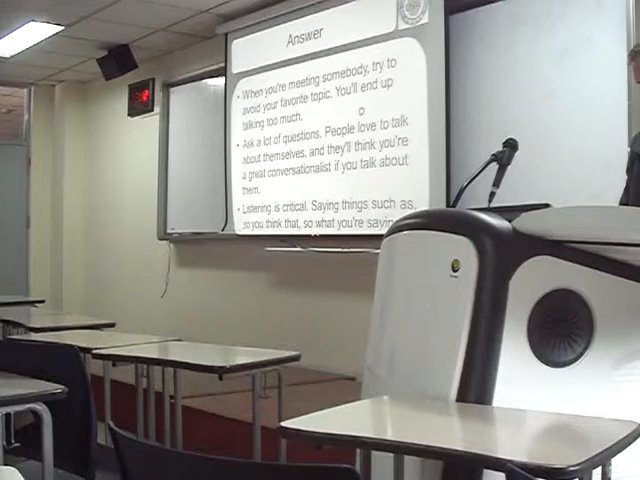 Answer
• When you're meeting somebody, try to
avoid your favorite topic. You'll end up
talking too much.
• Ask a lot of questions. People love to talk
about themselves, and they'll think you're
a great conversationalist if you talk about
them.
• Listening is critical. Saying things such as,
so you think that, so what you're saying